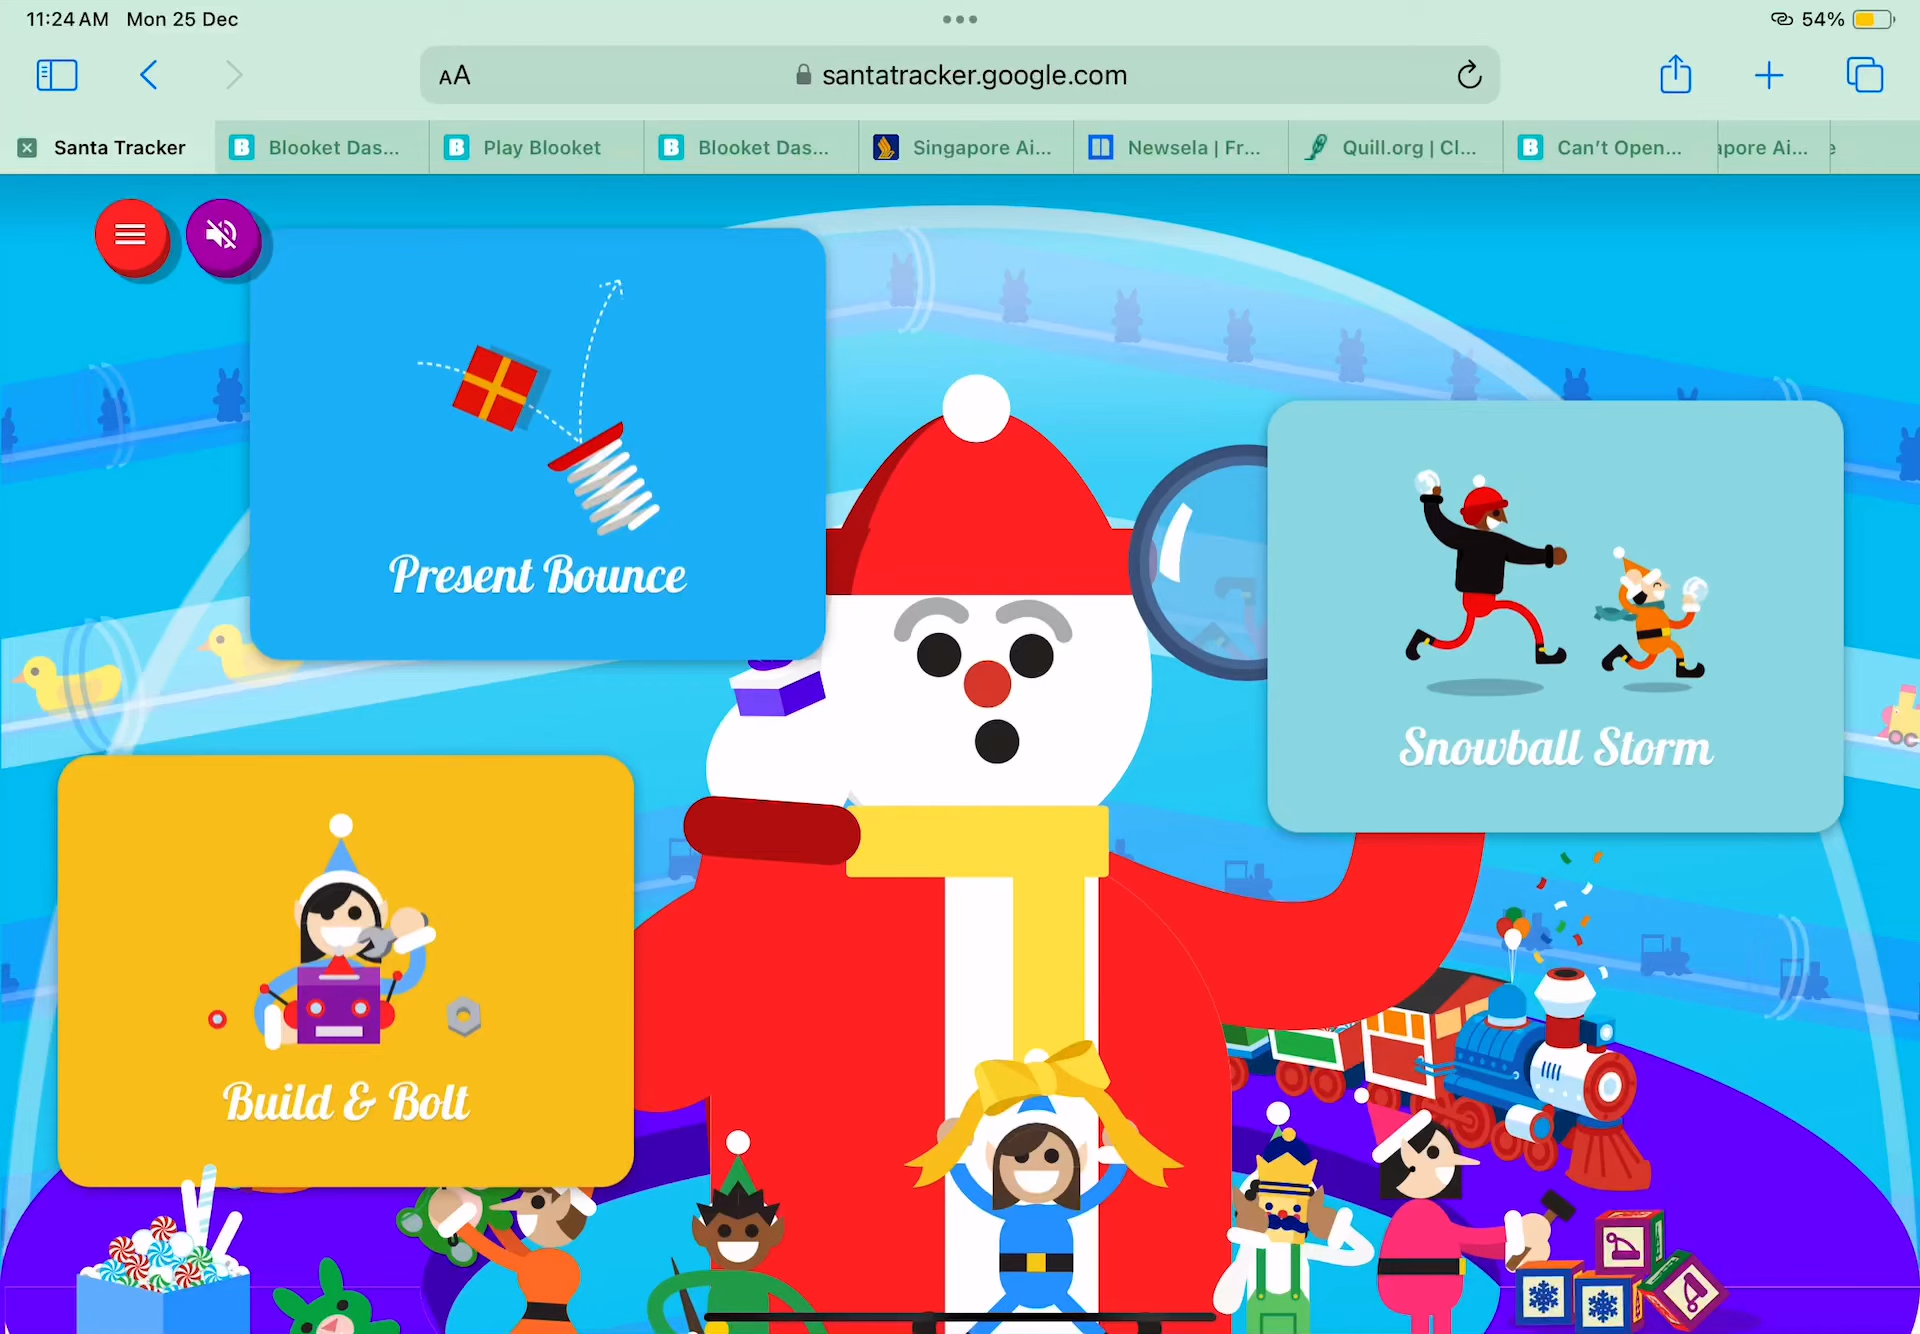 11:24 AM Mon 25 Dec
54%
AA
santatracker.google.com
Santa Tracker
Blooket Das...
Play Blooket
Blooket Das...
Singapore Ai...
Newsela | Fr...
Quill.org | Cl...
Can't Open...
apore Ai...
e
Present Bounce
Snowball Storm
Build & Bolt